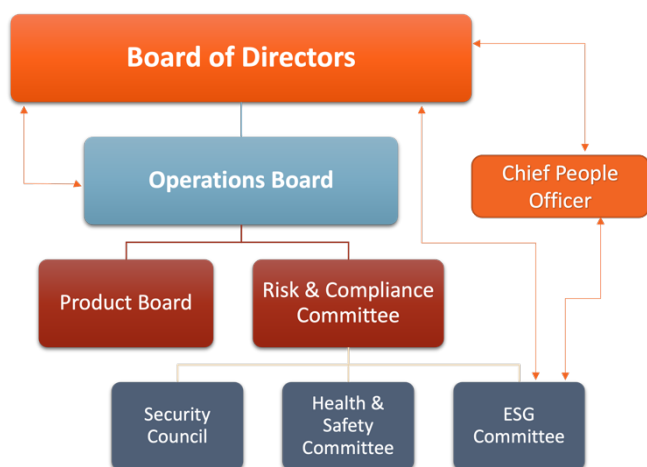 Board of Directors
Operations Board
Chief People
Officer
Product Board
Risk & Compliance
Committee
Security
Council
Health &
Safety
Committee
ESG
Committee